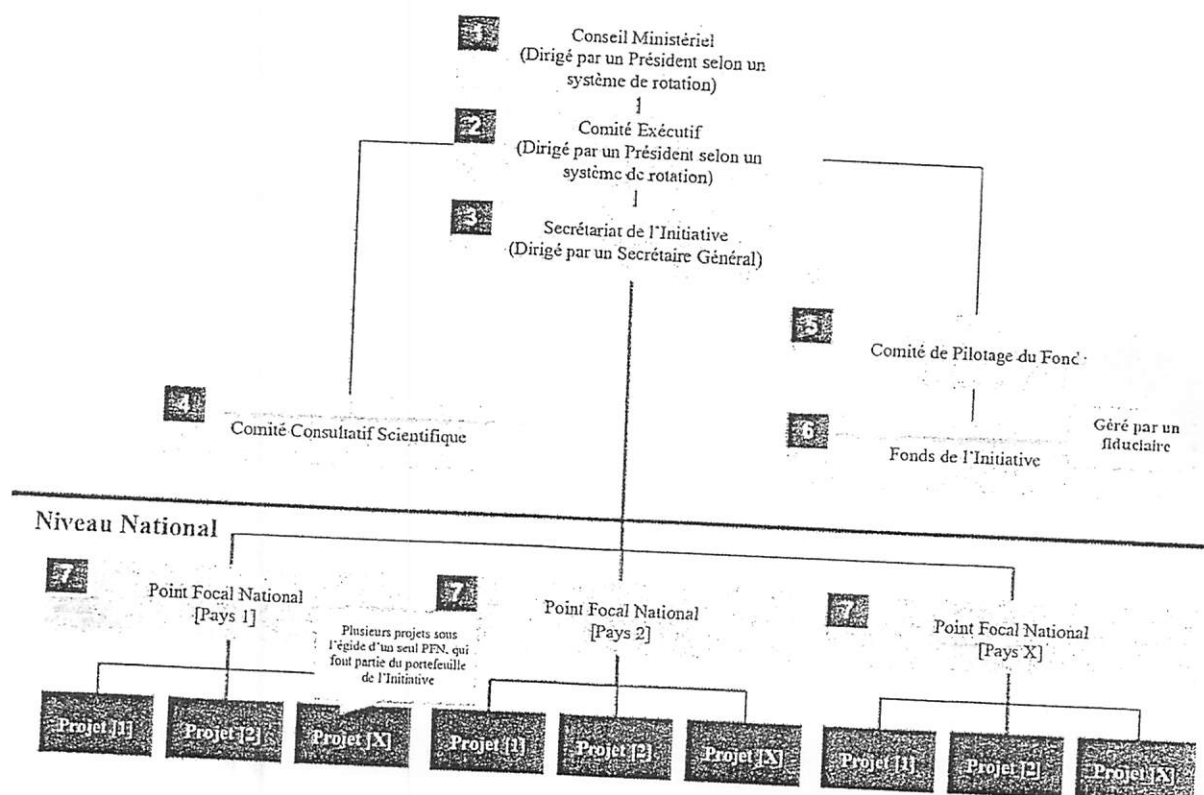 1
Conseil Ministériel
(Dirigé par un Président selon un
système de rotation)
2
Comité Exécutif
(Dirigé par un Président selon un
système de rotation)
3
Secrétariat de l'Initiative
(Dirigé par un Secrétaire Général)
5
Comité de Pilotage du Fond
4
Comité Consultatif Scientifique
6
Fonds de l'Initiative
Géré par un
fiduciaire
Niveau National
7
Point Focal National
[Pays 1]
Plusieurs projets sous
l'égide d'un seul PFN, qui
font partie du portefeuille
de l'Initiative
7
Point Focal National
[Pays 2]
7
Point Focal National
[Pays X]
Projet [1]
Projet [2]
Projet [X]
Projet [1]
Projet [2]
Projet [X]
Projet [1]
Projet [2]
Projet [X]